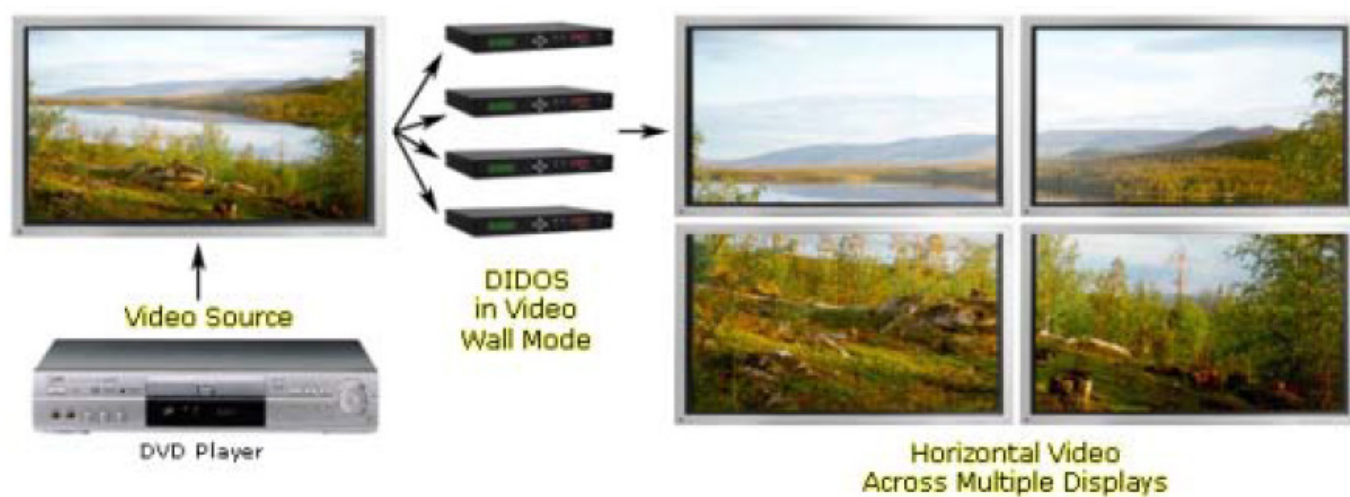 Video Source
DVD Player
DIDOS
in Video
Wall Mode
Horizontal Video
Across Multiple Displays